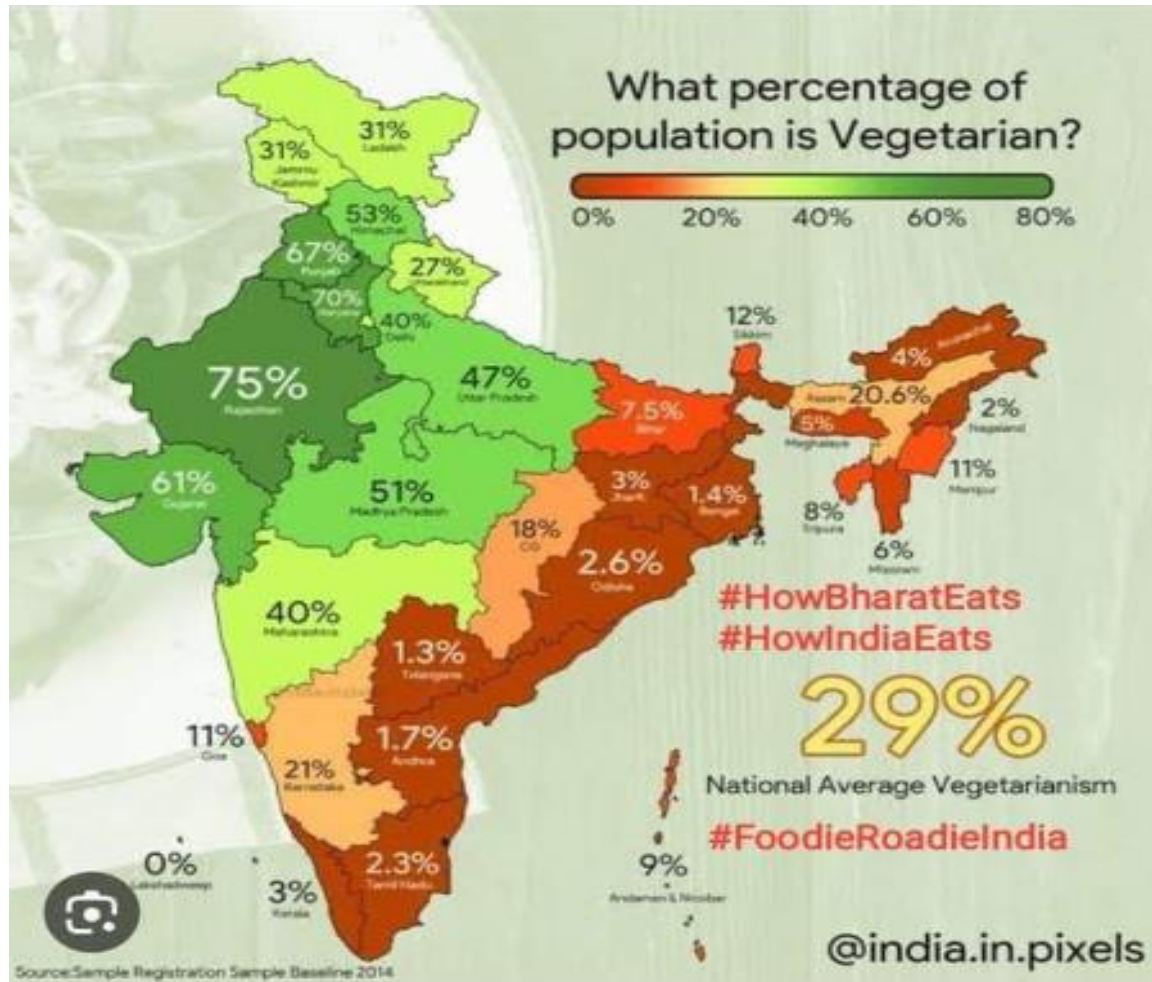 What percentage of
population is Vegetarian?
0% 20% 40% 60% 80%
31%
Ladakh
31%
Jammu
Kashmir
53%
Himachal
67%
Punjab
27%
Uttarakhand
70%
Haryana
40%
Delhi
75%
Rajasthan
47%
Uttar Pradesh
12%
Sikkim
4% Arunachal
Assam 20.6%
7.5%
Bihar
5%
Meghalaya
2%
Nagaland
61%
Gujarat
51%
Madhya Pradesh
3%
Jhark
1.4%
Bengal
11%
Manipur
8%
Tripura
6%
Mizoram
18%
CG
2.6%
Odisha
#HowBharatEats
#HowIndiaEats
40%
Maharashtra
1.3%
Telangana
29%
National Average Vegetarianism
11%
Goa
1.7%
Andhra
21%
Karnataka
#FoodieRoadieIndia
0%
Lakshadweep
3%
Kerala
2.3%
Tamil Nadu
9%
Andaman & Nicobar
@india.in.pixels
Source:Sample Registration Sample Baseline 2014